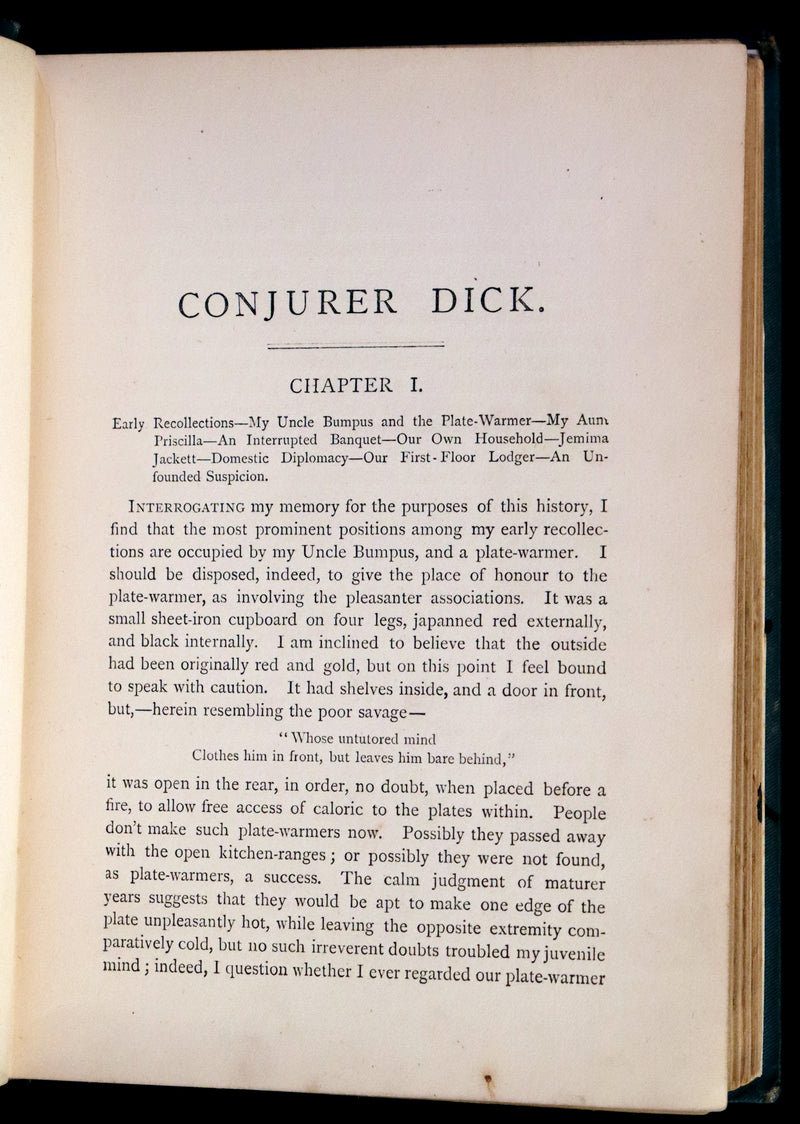 CONJURER DICK.
CHAPTER I.
Early Recollections—My Uncle Bumpus and the Plate-Warmer—My Aunt
Priscilla—An Interrupted Banquet—Our Own Household—Jemima
Jackett—Domestic Diplomacy—Our First-Floor Lodger—An Un-
founded Suspicion.
INTERROGATING my memory for the purposes of this history, I
find that the most prominent positions among my early recollec-
tions are occupied by my Uncle Bumpus, and a plate-warmer. I
should be disposed, indeed, to give the place of honour to the
plate-warmer, as involving the pleasanter associations. It was a
small sheet-iron cupboard on four legs, japanned red externally,
and black internally. I am inclined to believe that the outside
had been originally red and gold, but on this point I feel bound
to speak with caution. It had shelves inside, and a door in front,
but,—herein resembling the poor savage—
“Whose untutored mind
Clothes him in front, but leaves him bare behind,”
it was open in the rear, in order, no doubt, when placed before a
fire, to allow free access of caloric to the plates within. People
don't make such plate-warmers now. Possibly they passed away
with the open kitchen-ranges; or possibly they were not found,
as plate-warmers, a success. The calm judgment of maturer
years suggests that they would be apt to make one edge of the
plate unpleasantly hot, while leaving the opposite extremity com-
paratively cold, but no such irreverent doubts troubled my juvenile
mind; indeed, I question whether I ever regarded our plate-warmer